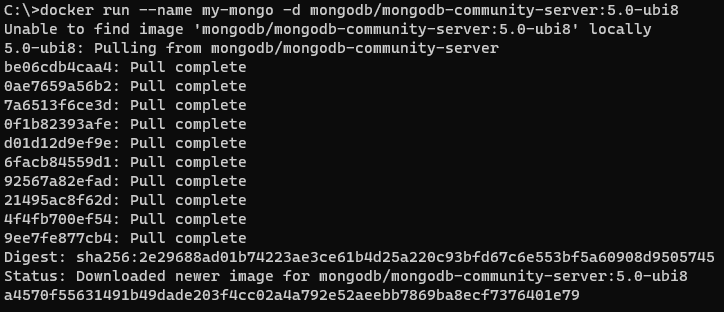 C:\>docker run --name my-mongo -d mongodb/mongodb-community-server:5.0-ubi8
Unable to find image 'mongodb/mongodb-community-server:5.0-ubi8' locally
5.0-ubi8: Pulling from mongodb/mongodb-community-server
be06cdb4caa4: Pull complete
0ae7659a56b2: Pull complete
7a6513f6ce3d: Pull complete
0f1b82393afe: Pull complete
d01d12d9ef9e: Pull complete
6facb84559d1: Pull complete
92567a82efad: Pull complete
21495ac8f62d: Pull complete
4f4fb700ef54: Pull complete
9ee7fe877cb4: Pull complete
Digest: sha256:2e29688ad01b74223ae3ce61b4d25a220c93bfd67c6e553bf5a60908d9505745
Status: Downloaded newer image for mongodb/mongodb-community-server:5.0-ubi8
a4570f55631491b49dade203f4cc02a4a792e52aeebb7869ba8ecf7376401e79